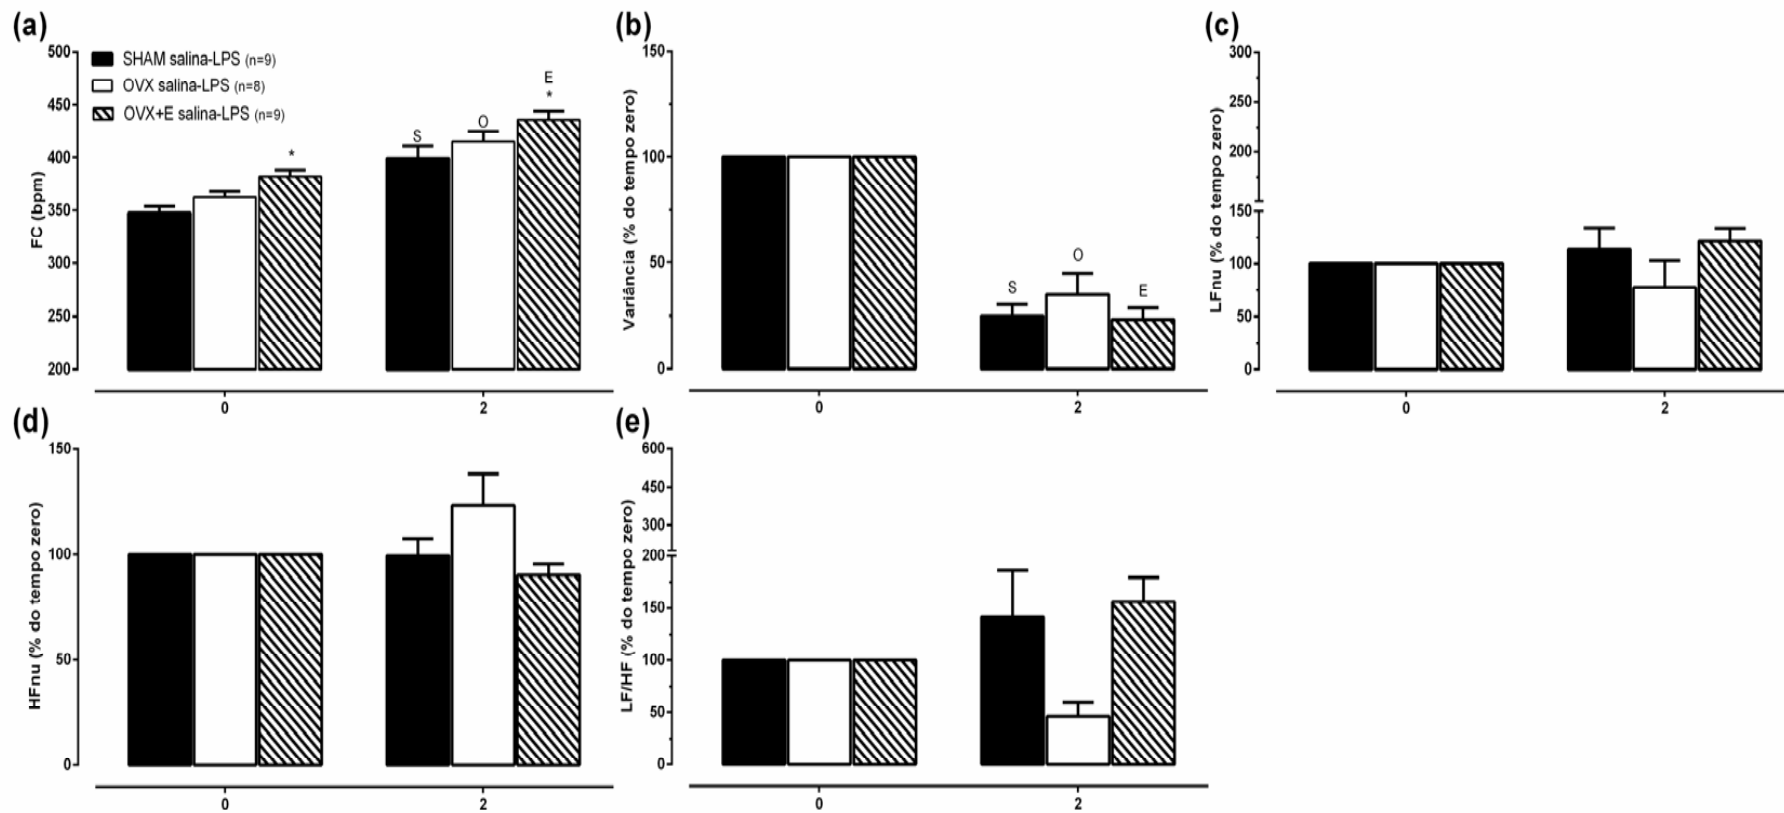 (a)
500
450
400
350
300
250
200
FC (bpm)
SHAM salina-LPS (n=9)
OVX salina-LPS (n=8)
OVX+E salina-LPS (n=9)
*
S
O
E
*
0
2
(b)
150
100
50
0
Variância (% do tempo zero)
S
O
E
0
2
(c)
300
250
200
150
100
50
0
LFnu (% do tempo zero)
0
2
(d)
150
100
50
0
HFnu (% do tempo zero)
0
2
(e)
600
450
300
200
150
100
50
0
LF/HF (% do tempo zero)
0
2